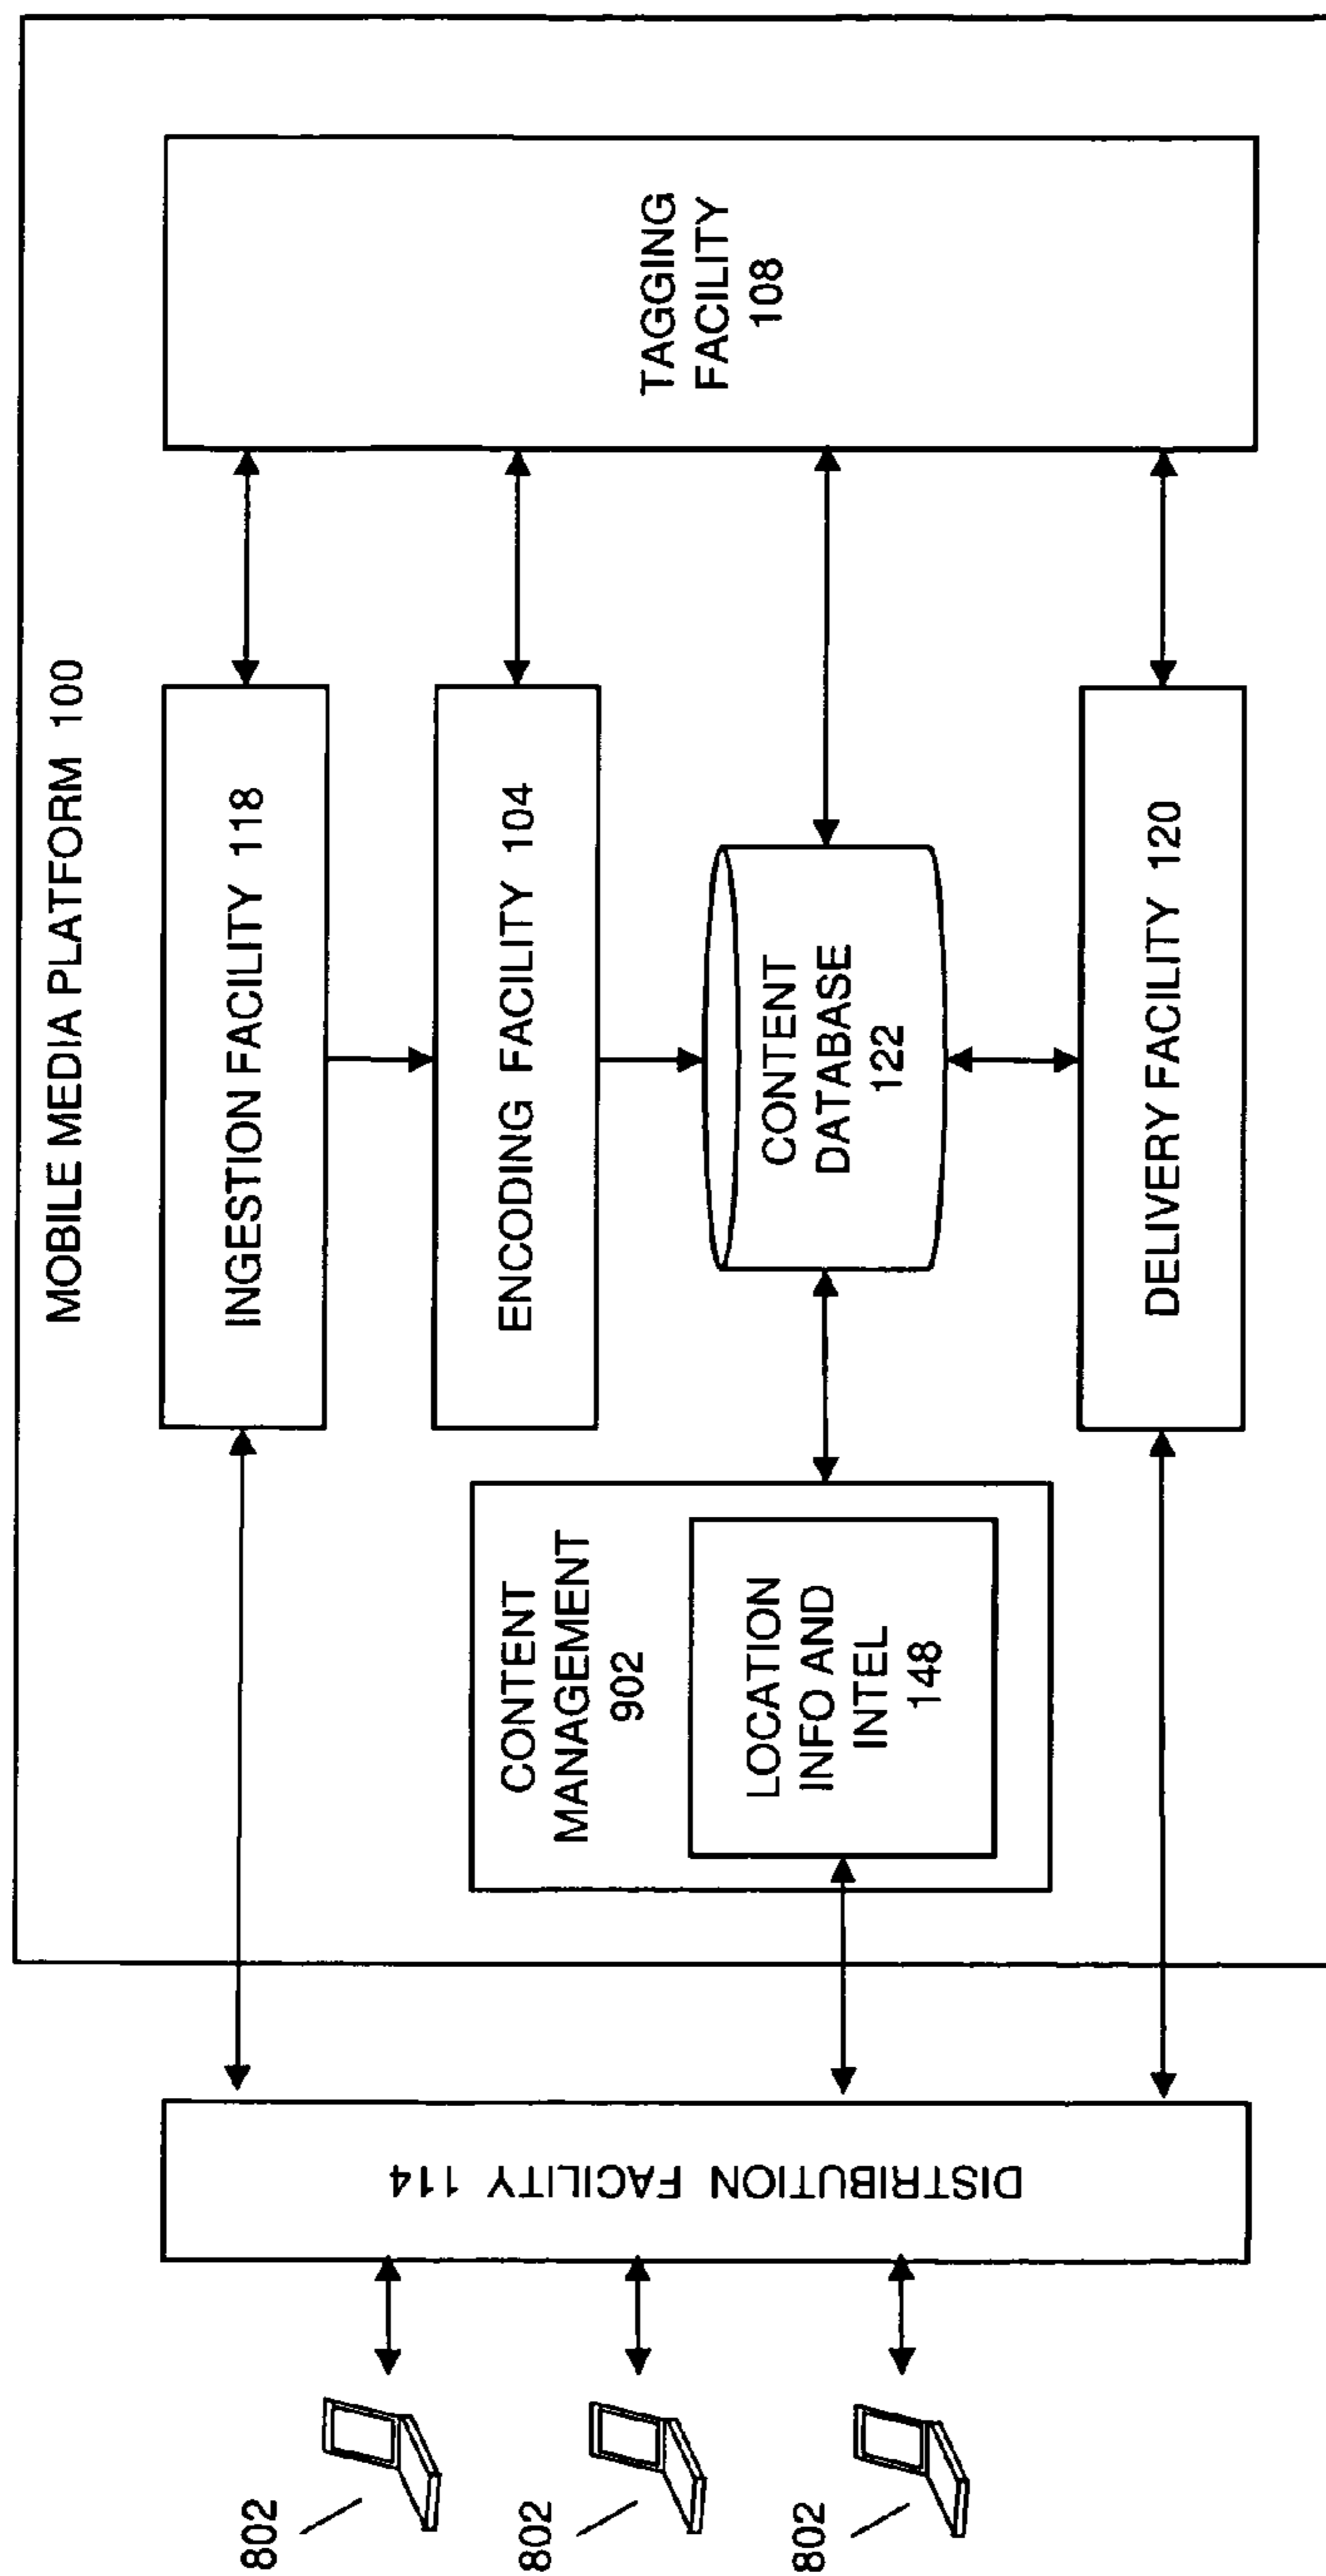 MOBILE MEDIA PLATFORM 100
INGESTION FACILITY 118
ENCODING FACILITY 104
CONTENT
DATABASE
122
DELIVERY FACILITY 120
TAGGING
FACILITY
108
CONTENT
MANAGEMENT
902
LOCATION
INFO AND
INTEL
148
DISTRIBUTION FACILITY 114
802
802
802